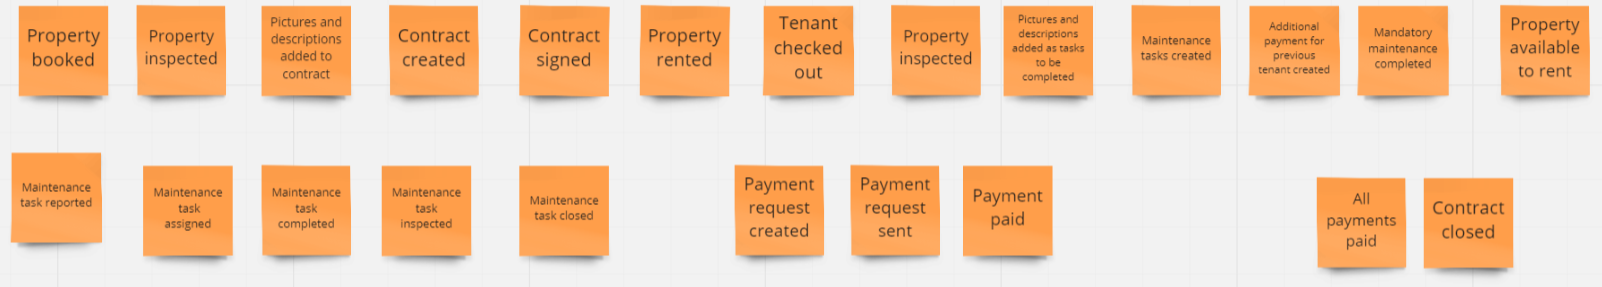 Property
booked
Property
inspected
Pictures and
descriptions
added to
contract
Contract
created
Contract
signed
Property
rented
Tenant
checked
out
Property
inspected
Pictures and
descriptions
added as tasks
to be
completed
Maintenance
tasks created
Additional
payment for
previous
tenant created
Mandatory
maintenance
completed
Property
available
to rent
Maintenance
task reported
Maintenance
task
assigned
Maintenance
task
completed
Maintenance
task
inspected
Maintenance
task closed
Payment
request
created
Payment
request
sent
Payment
paid
All
payments
paid
Contract
closed